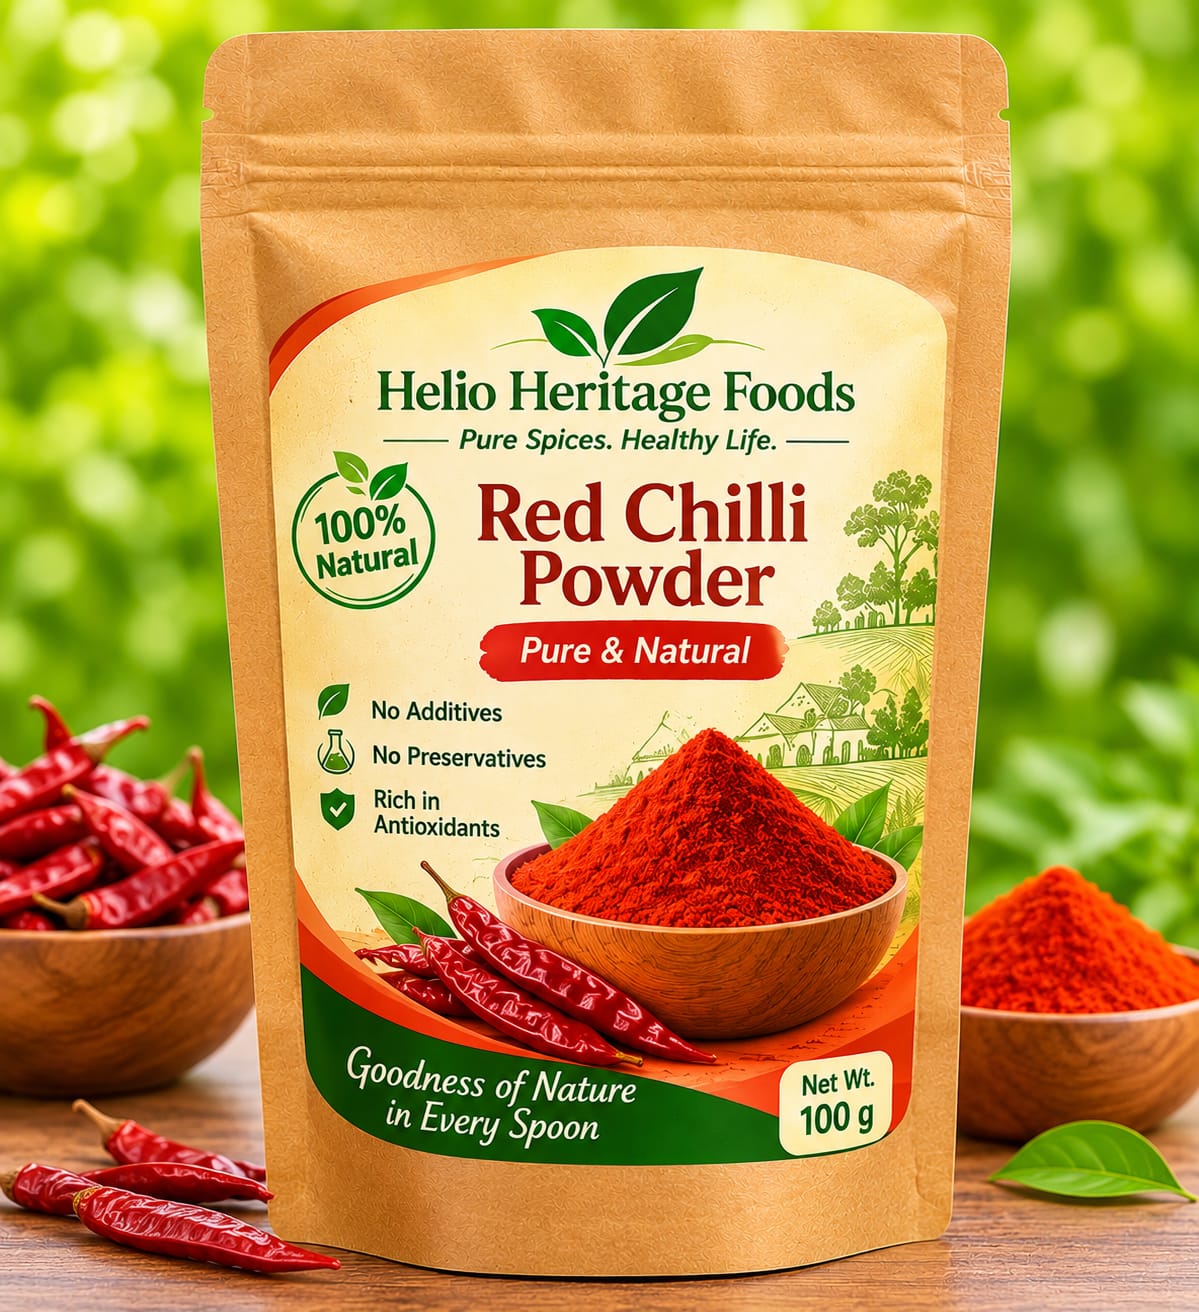 Helio Heritage Foods
Pure Spices. Healthy Life.
100%
Natural
Red Chilli
Powder
Pure & Natural
No Additives
No Preservatives
Rich in
Antioxidants
Goodness of Nature
in Every Spoon
Net Wt.
100 g